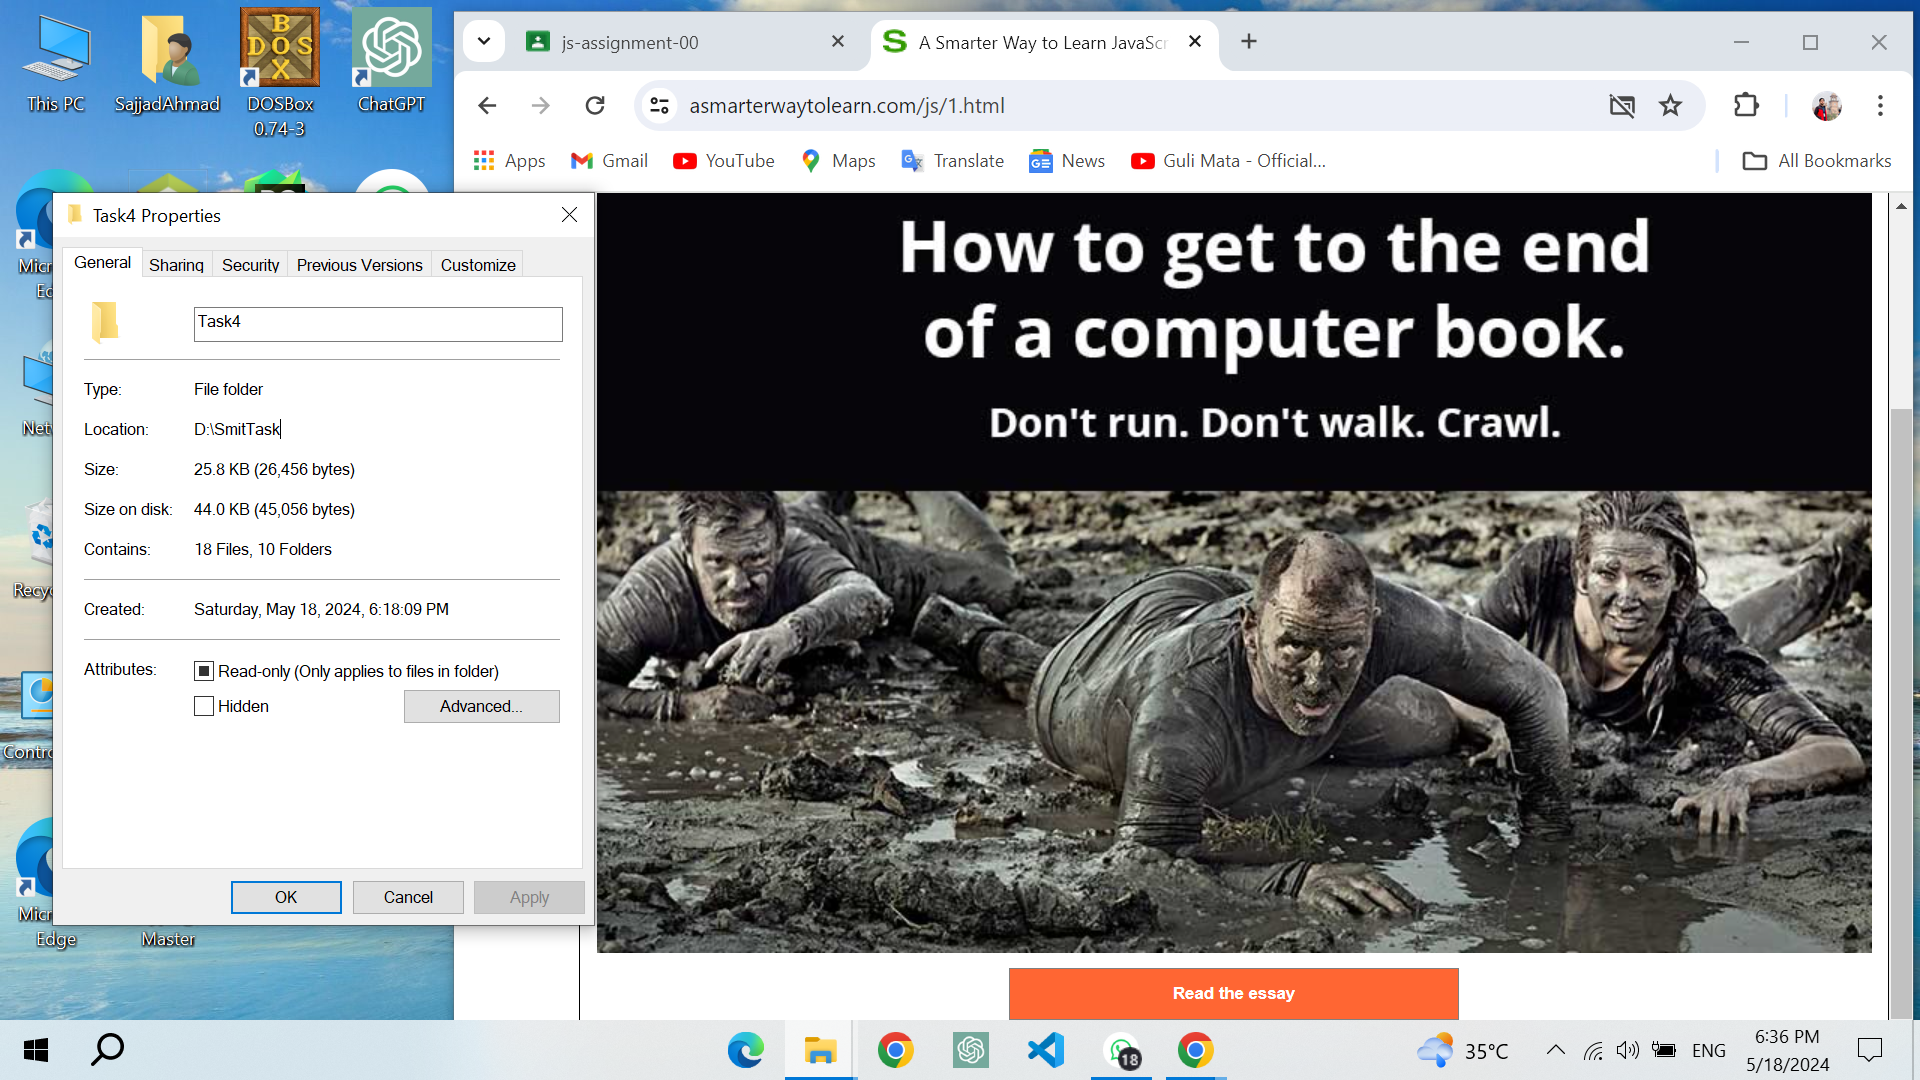 This PC
SajjadAhmad
DOSBox
0.74-3
ChatGPT
js-assignment-00
A Smarter Way to Learn JavaScr
asmarterwaytolearn.com/js/1.html
Apps
Gmail
YouTube
Maps
Translate
News
Guli Mata - Official...
All Bookmarks
Task4 Properties
General
Sharing
Security
Previous Versions
Customize
Task4
Type: File folder
Location: D:\SmitTask
Size: 25.8 KB (26,456 bytes)
Size on disk: 44.0 KB (45,056 bytes)
Contains: 18 Files, 10 Folders
Created: Saturday, May 18, 2024, 6:18:09 PM
Attributes: Read-only (Only applies to files in folder)
Hidden
Advanced...
OK
Cancel
Apply
Edge
Master
How to get to the end
of a computer book.
Don't run. Don't walk. Crawl.
Read the essay
18
35°C
ENG
6:36 PM
5/18/2024